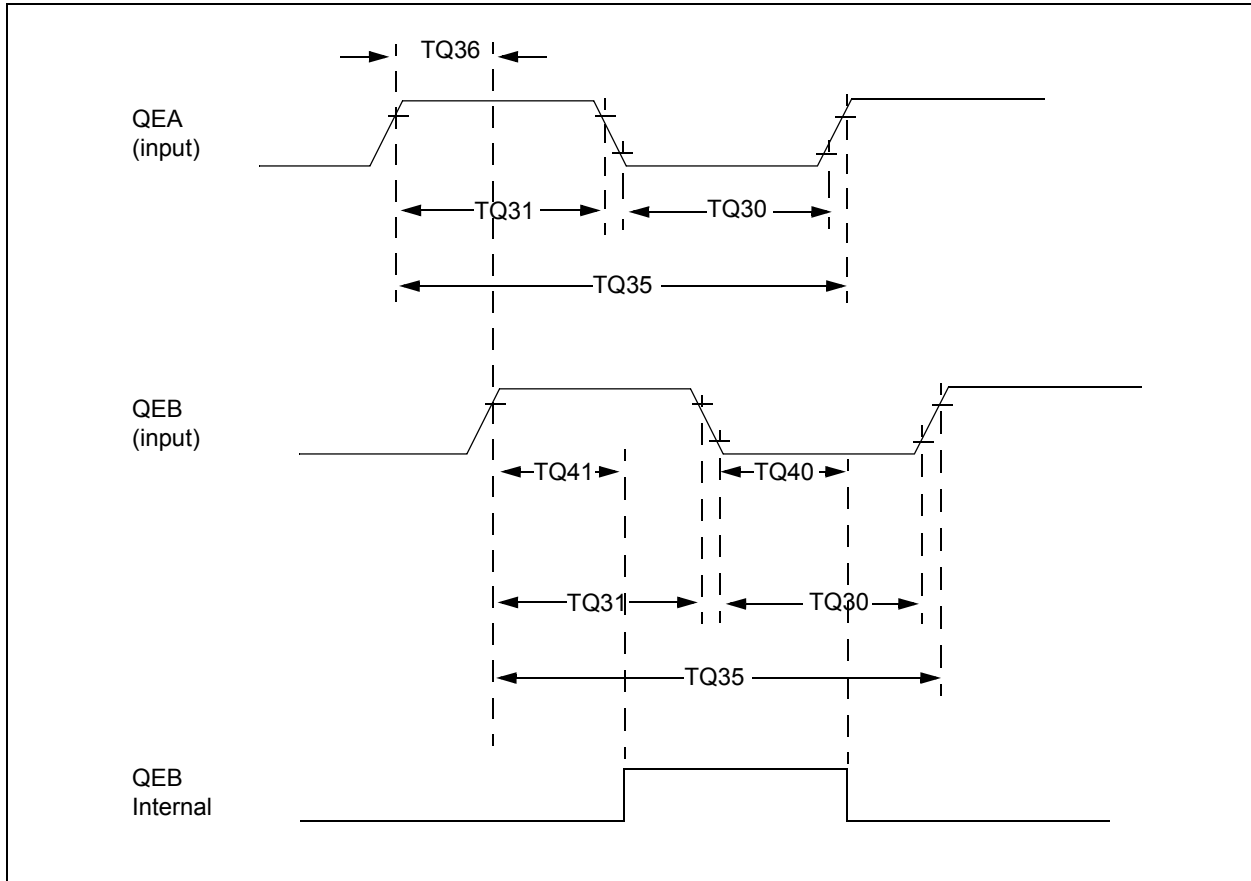 TQ36
QEA
(input)
TQ31
TQ30
TQ35
QEB
(input)
TQ41
TQ40
TQ31
TQ30
TQ35
QEB
Internal